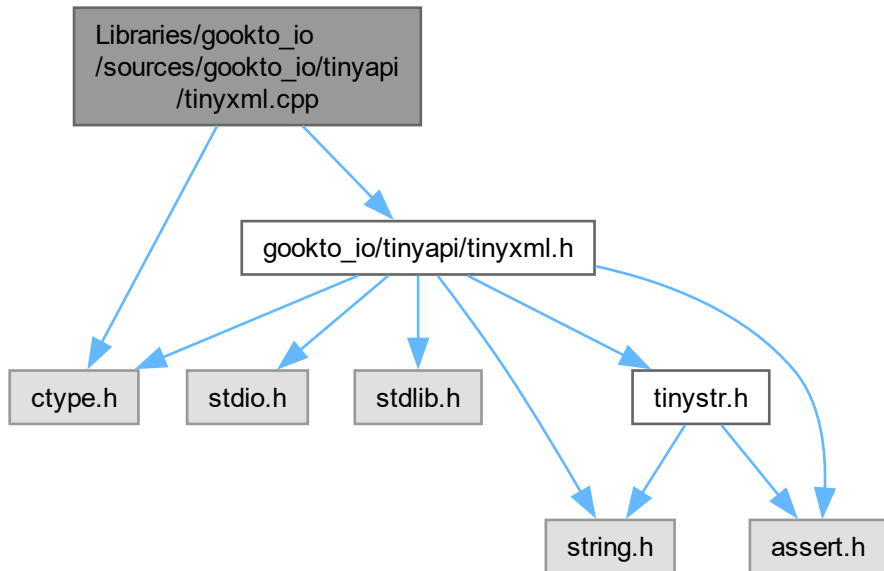 Libraries/gookto_io
/sources/gookto_io/tinyapi
/tinyxml.cpp
gookto_io/tinyapi/tinyxml.h
ctype.h
stdio.h
stdlib.h
tinystr.h
string.h
assert.h